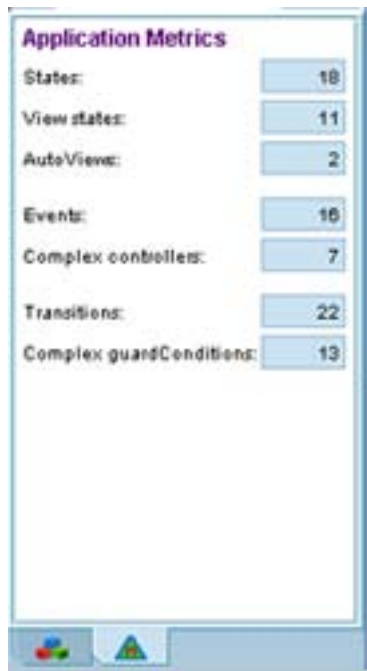 Application Metrics
States: 18
View states: 11
AutoViews: 2
Events: 16
Complex controllers: 7
Transitions: 22
Complex guardConditions: 13